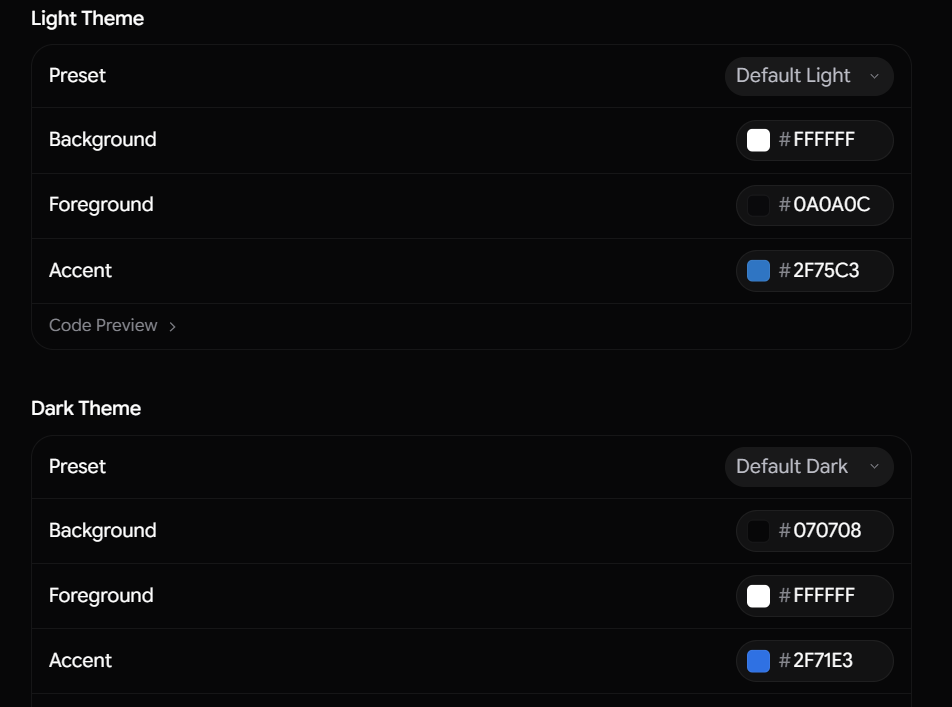 Light Theme
Preset Default Light
Background #FFFFFF
Foreground #0A0A0C
Accent #2F75C3
Code Preview
Dark Theme
Preset Default Dark
Background #070708
Foreground #FFFFFF
Accent #2F71E3